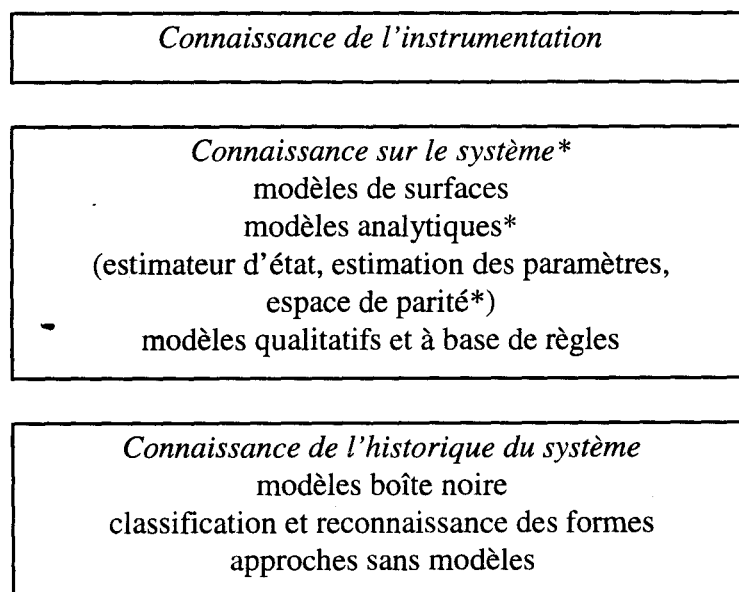 Connaissance de l'instrumentation
Connaissance sur le système*
modèles de surfaces
modèles analytiques*
(estimateur d'état, estimation des paramètres,
espace de parité*)
modèles qualitatifs et à base de règles
Connaissance de l'historique du système
modèles boîte noire
classification et reconnaissance des formes
approches sans modèles